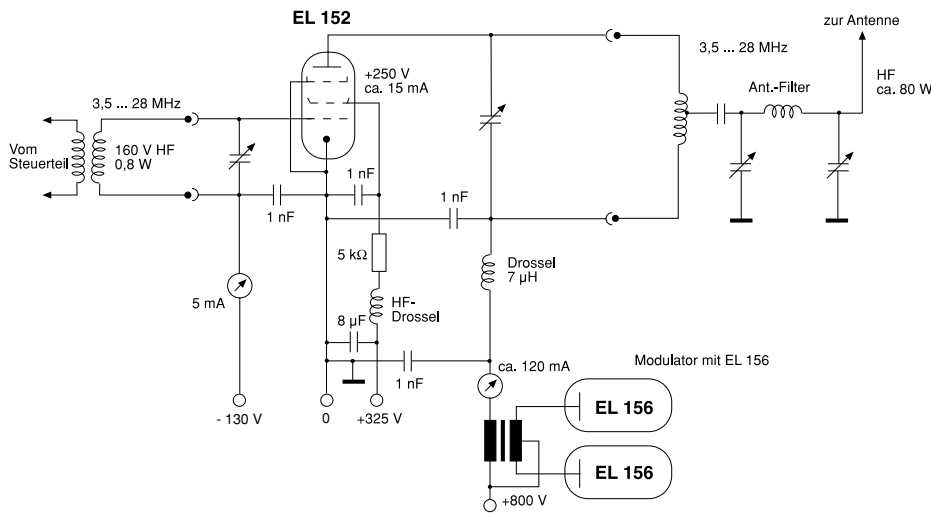 EL 152
zur Antenne
+250 V
ca. 15 mA
3,5 ... 28 MHz
3,5 ... 28 MHz
Ant.-Filter
HF
ca. 80 W
Vom
Steuerteil
160 V HF
0,8 W
1 nF
1 nF
1 nF
5 kΩ
Drossel
7 µH
5 mA
HF-
Drossel
8 µF
1 nF
ca. 120 mA
Modulator mit EL 156
EL 156
- 130 V
0
+325 V
EL 156
+800 V